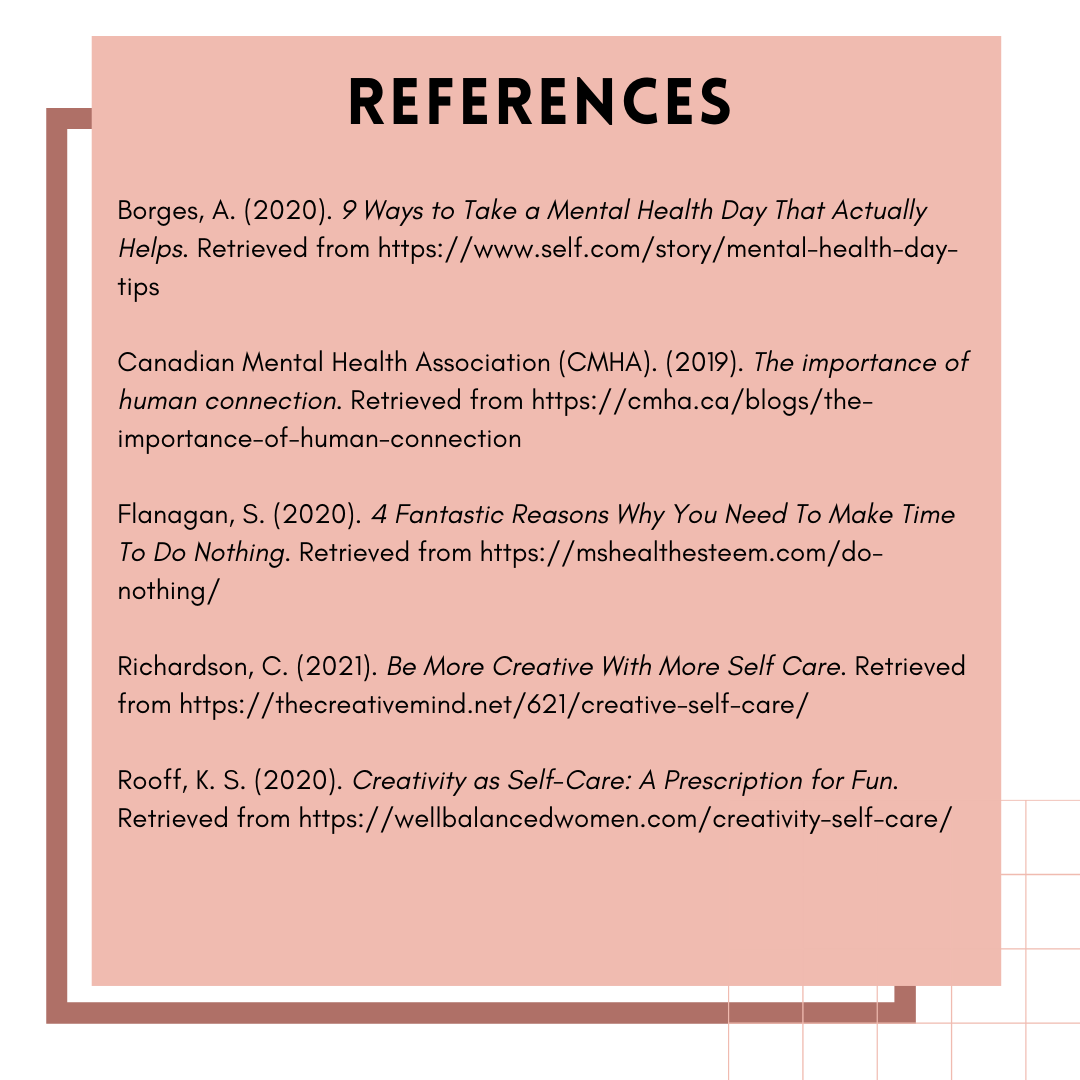 REFERENCES
Borges, A. (2020). 9 Ways to Take a Mental Health Day That Actually
Helps. Retrieved from https://www.self.com/story/mental-health-day-
tips
Canadian Mental Health Association (CMHA). (2019). The importance of
human connection. Retrieved from https://cmha.ca/blogs/the-
importance-of-human-connection
Flanagan, S. (2020). 4 Fantastic Reasons Why You Need To Make Time
To Do Nothing. Retrieved from https://mshealthesteem.com/do-
nothing/
Richardson, C. (2021). Be More Creative With More Self Care. Retrieved
from https://thecreativemind.net/621/creative-self-care/
Rooff, K. S. (2020). Creativity as Self-Care: A Prescription for Fun.
Retrieved from https://wellbalancedwomen.com/creativity-self-care/